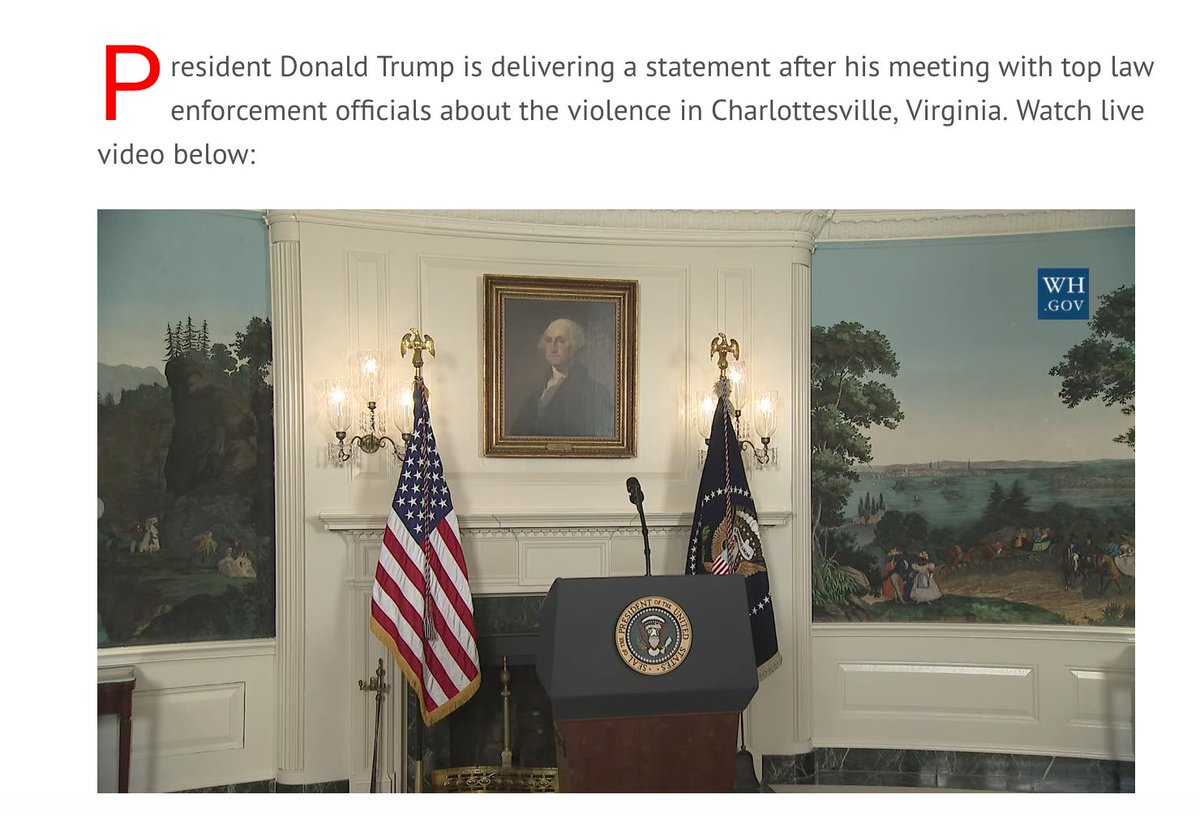 President Donald Trump is delivering a statement after his meeting with top law
enforcement officials about the violence in Charlottesville, Virginia. Watch live
video below:
WH
.GOV
SEAL OF THE PRESIDENT OF THE UNITED STATES